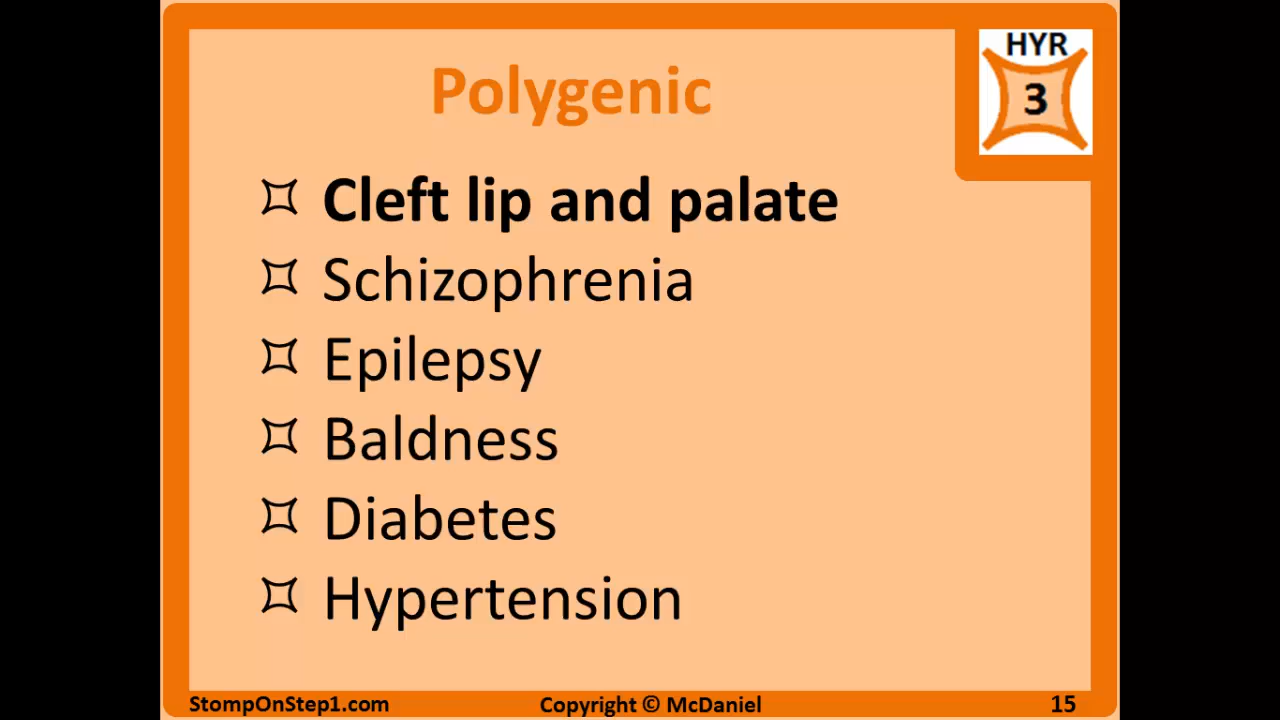 HYR
3
Polygenic
Cleft lip and palate
Schizophrenia
Epilepsy
Baldness
Diabetes
Hypertension
StompOnStep1.com Copyright © McDaniel 15